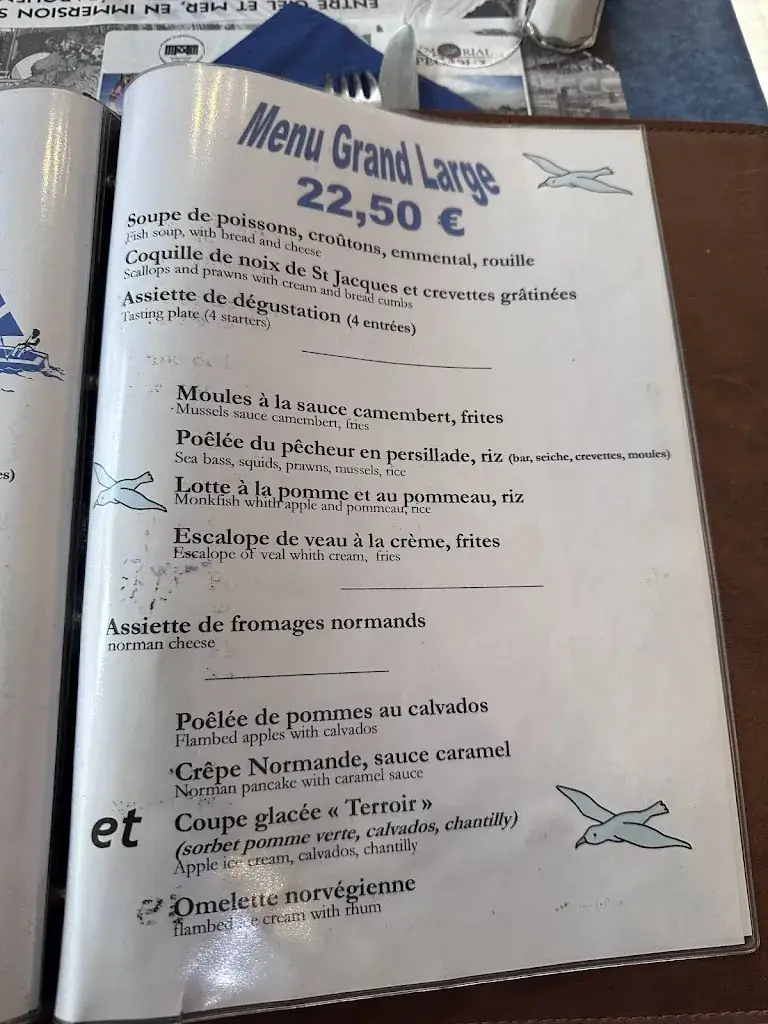 ENTRE CIEL ET MER, EN IMMERSION S
Menu Grand Large
22,50 €
Soupe de poissons, croûtons, emmental, rouille
Fish soup, with bread and cheese
Coquille de noix de St Jacques et crevettes grâtinées
Scallops and prawns with cream and bread cumbs
Assiette de dégustation (4 entrées)
Tasting plate (4 starters)
Moules à la sauce camembert, frites
Mussels sauce camembert, fries
Poêlée du pêcheur en persillade, riz (bar, seiche, crevettes, moules)
Sea bass, squids, prawns, mussels, rice
es)
Lotte à la pomme et au pommeau, riz
Monkfish whith apple and pommeau, rice
Escalope de veau à la crème, frites
Escalope of veal whith cream, fries
Assiette de fromages normands
norman cheese
Poêlée de pommes au calvados
Flambed apples with calvados
Crêpe Normande, sauce caramel
Norman pancake with caramel sauce
et
Coupe glacée « Terroir »
(sorbet pomme verte, calvados, chantilly)
Apple ice cream, calvados, chantilly
Omelette norvégienne
flambed ice cream with rhum